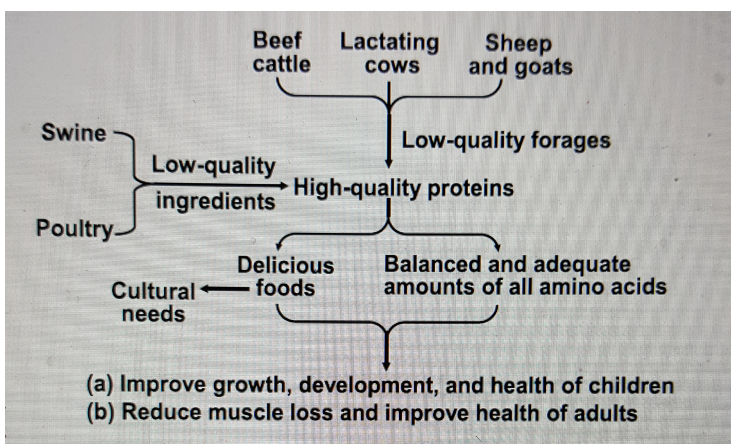 Beef
cattle
Lactating
cows
Sheep
and goats
Low-quality forages
Swine
Poultry
Low-quality
ingredients
High-quality proteins
Delicious
foods
Balanced and adequate
amounts of all amino acids
Cultural
needs
(a) Improve growth, development, and health of children
(b) Reduce muscle loss and improve health of adults